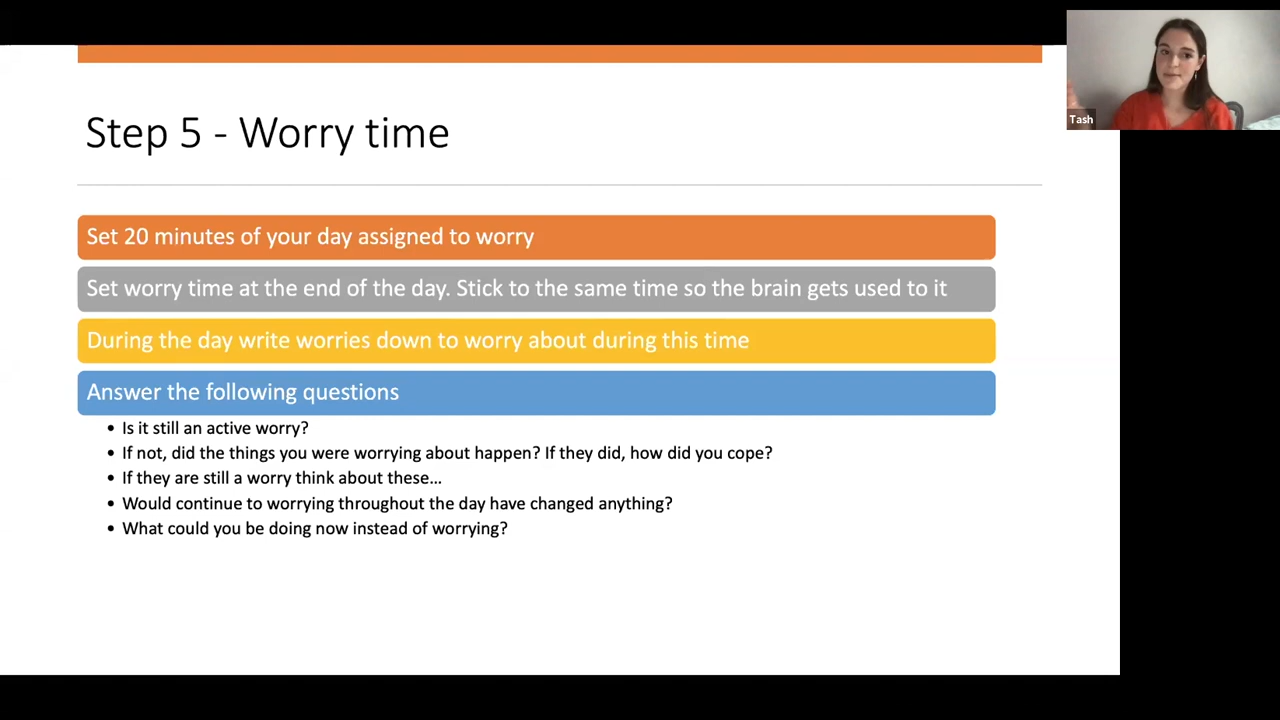 Step 5 - Worry time
Tash
Set 20 minutes of your day assigned to worry
Set worry time at the end of the day. Stick to the same time so the brain gets used to it
During the day write worries down to worry about during this time
Answer the following questions
• Is it still an active worry?
• If not, did the things you were worrying about happen? If they did, how did you cope?
• If they are still a worry think about these...
• Would continue to worrying throughout the day have changed anything?
• What could you be doing now instead of worrying?